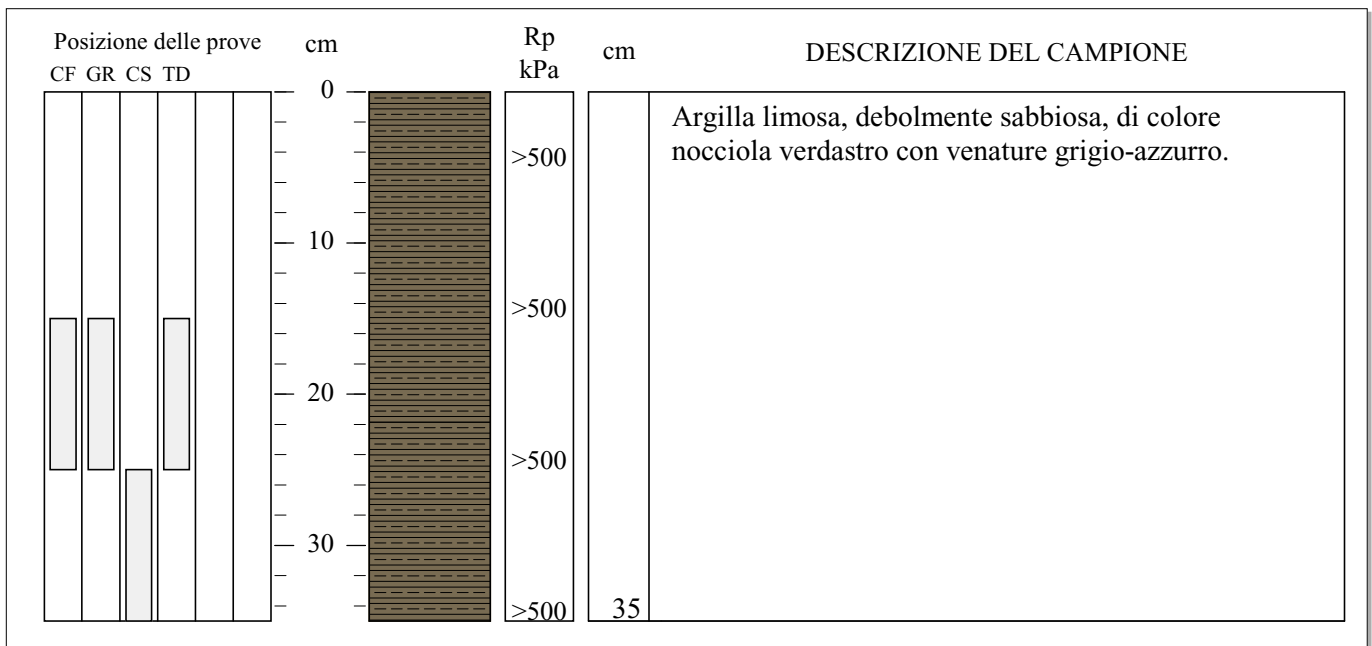 Posizione delle prove cm Rp kPa cm DESCRIZIONE DEL CAMPIONE
CF GR CS TD
0
Argilla limosa, debolmente sabbiosa, di colore
nocciola verdastro con venature grigio-azzurro.
>500
10
>500
20
>500
30
>500 35